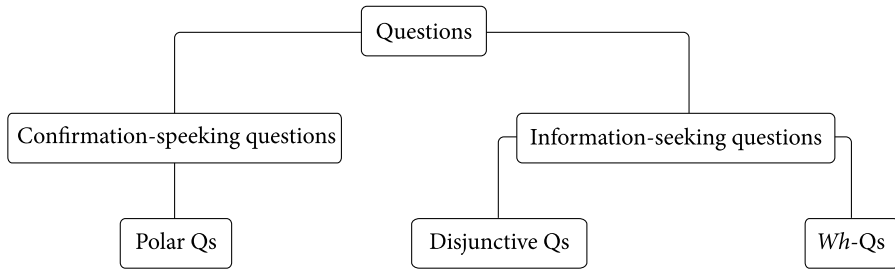 Questions
Confirmation-speeking questions
Information-seeking questions
Polar Qs
Disjunctive Qs
Wh-Qs